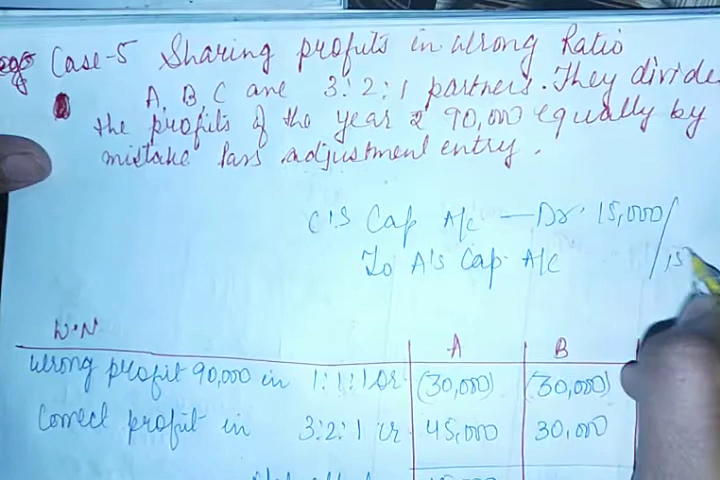 Case-5 Sharing profits in wrong Ratio
A, B C are 3:2:1 partners. They divide
the profits of the year ₹ 90,000 equally by
mistake Pass adjustment entry.
C's Cap A/c — Dr. 15,000/
To A's Cap. A/c /15
W.N
A B
wrong profit 90,000 in 1:1:1 Dr. (30,000) (30,000)
Correct profit in 3:2:1 cr 45,000 30,000